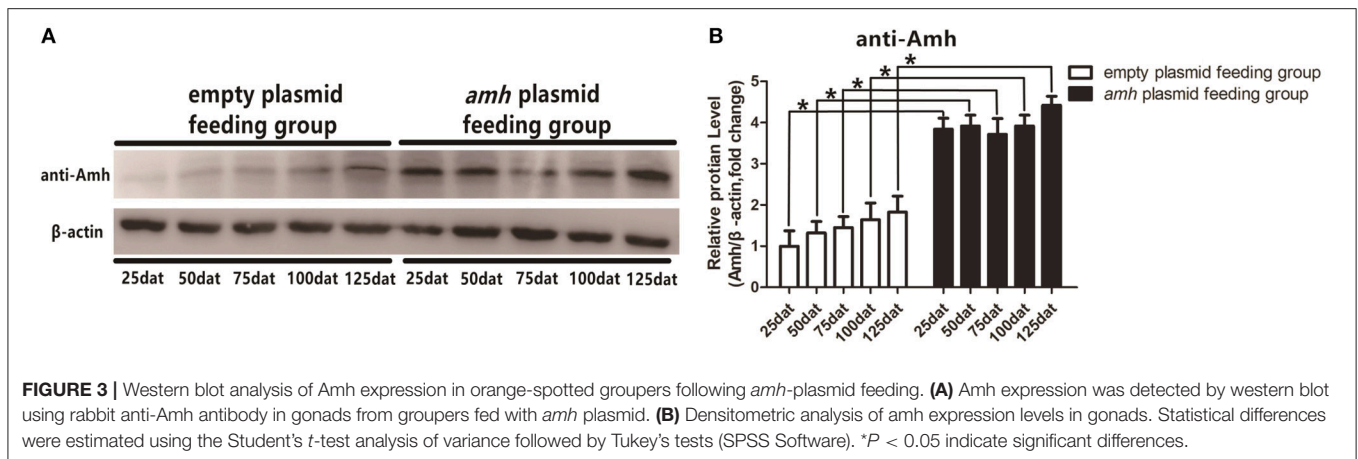 A
empty plasmid
feeding group
amh plasmid
feeding group
anti-Amh
β-actin
25dat 50dat 75dat 100dat 125dat 25dat 50dat 75dat 100dat 125dat
B
anti-Amh
empty plasmid feeding group
amh plasmid feeding group
* * * * *
Relative protian Level
(Amh/β -actin,fold change)
5
4
3
2
1
0
25dat 50dat 75dat 100dat 125dat 25dat 50dat 75dat 100dat 125dat
FIGURE 3 | Western blot analysis of Amh expression in orange-spotted groupers following amh-plasmid feeding. (A) Amh expression was detected by western blot
using rabbit anti-Amh antibody in gonads from groupers fed with amh plasmid. (B) Densitometric analysis of amh expression levels in gonads. Statistical differences
were estimated using the Student's t-test analysis of variance followed by Tukey's tests (SPSS Software). *P < 0.05 indicate significant differences.